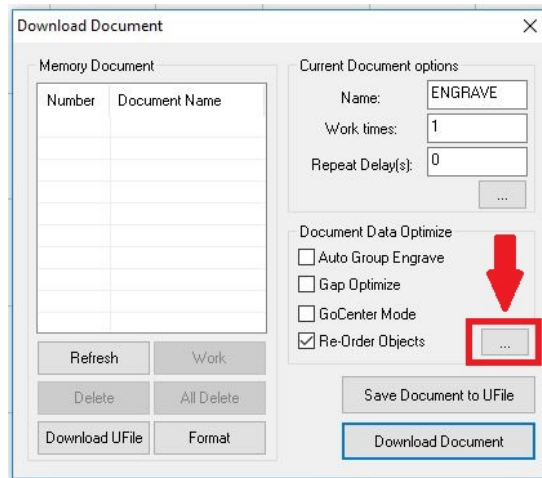 Download Document
Memory Document
Number Document Name
Refresh Work
Delete All Delete
Download UFile Format
Current Document options
Name: ENGRAVE
Work times: 1
Repeat Delay(s): 0
...
Document Data Optimize
Auto Group Engrave
Gap Optimize
GoCenter Mode
Re-Order Objects ...
Save Document to UFile
Download Document